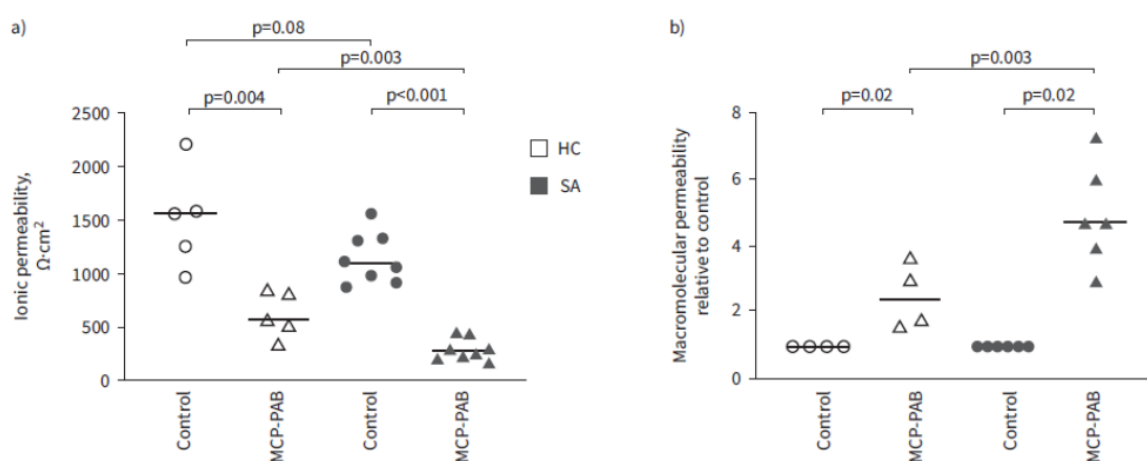 a)
p=0.08
p=0.003
p=0.004
p<0.001
2500
2000
1500
1000
500
0
Ionic permeability,
Ω·cm²
Control
MCP-PAB
Control
MCP-PAB
HC
SA
b)
p=0.003
p=0.02
p=0.02
8
6
4
2
0
Macromolecular permeability
relative to control
Control
MCP-PAB
Control
MCP-PAB